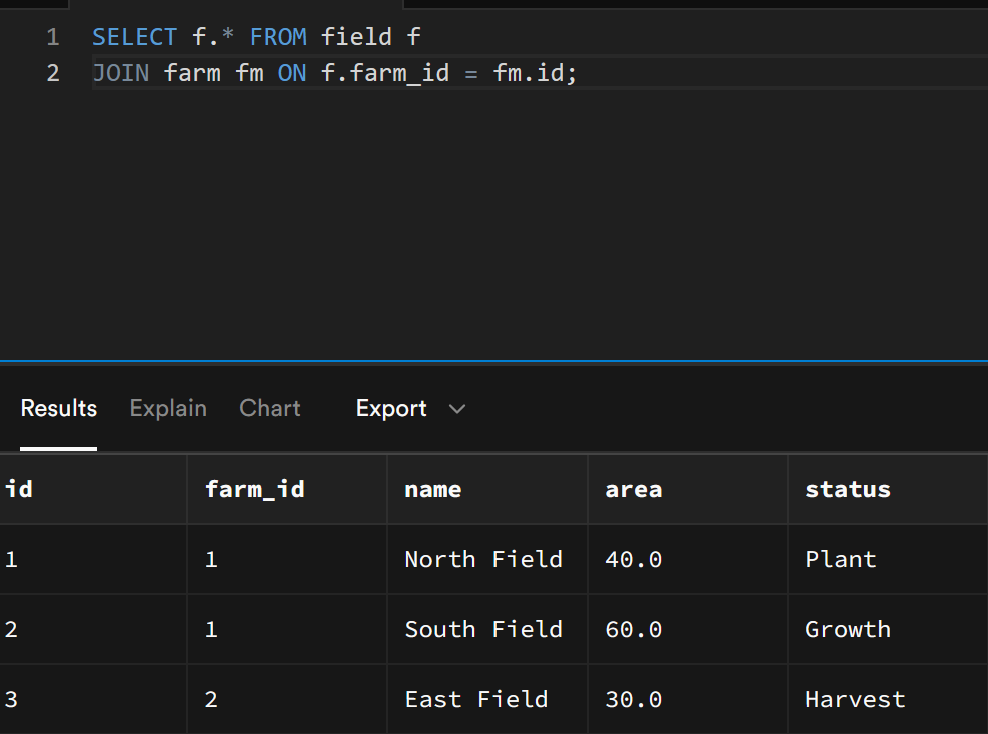 1 SELECT f.* FROM field f
2 JOIN farm fm ON f.farm_id = fm.id;
Results Explain Chart Export
id farm_id name area status
1 1 North Field 40.0 Plant
2 1 South Field 60.0 Growth
3 2 East Field 30.0 Harvest